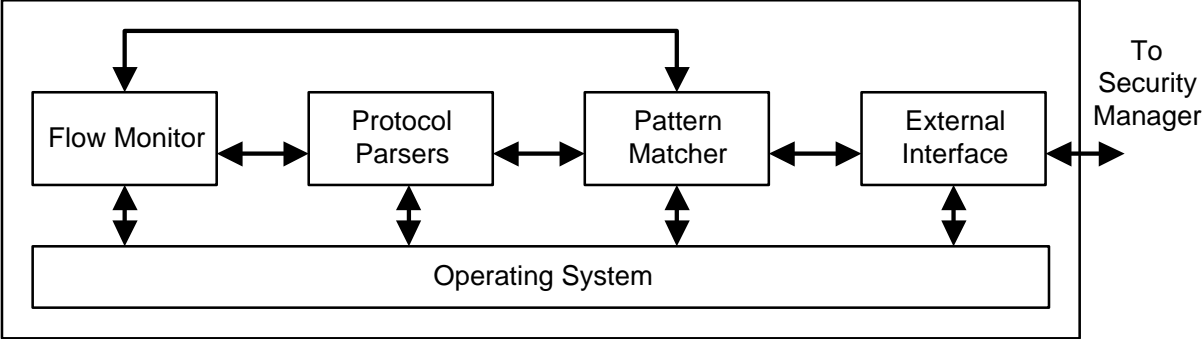 To
Security
Manager
Flow Monitor
Protocol
Parsers
Pattern
Matcher
External
Interface
Operating System